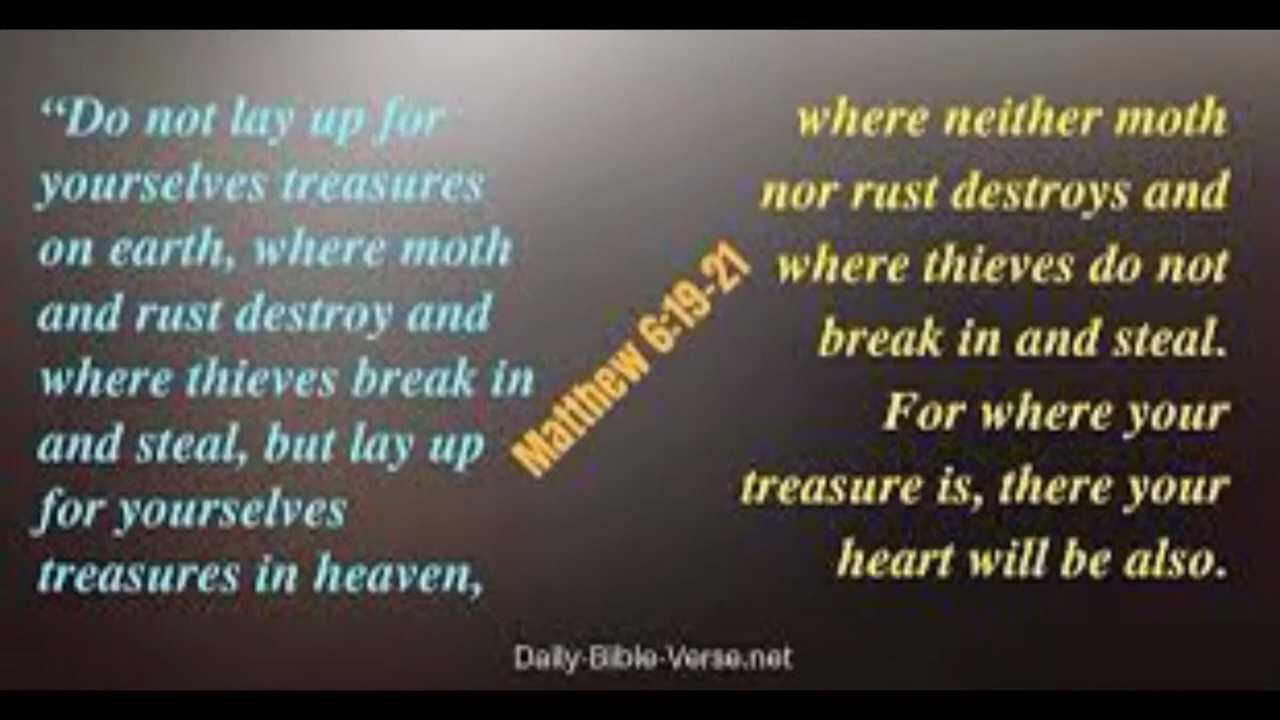 “Do not lay up for
yourselves treasures
on earth, where moth
and rust destroy and
where thieves break in
and steal, but lay up
for yourselves
treasures in heaven,
Matthew 6:19-21
where neither moth
nor rust destroys and
where thieves do not
break in and steal.
For where your
treasure is, there your
heart will be also.
Daily-Bible-Verse.net